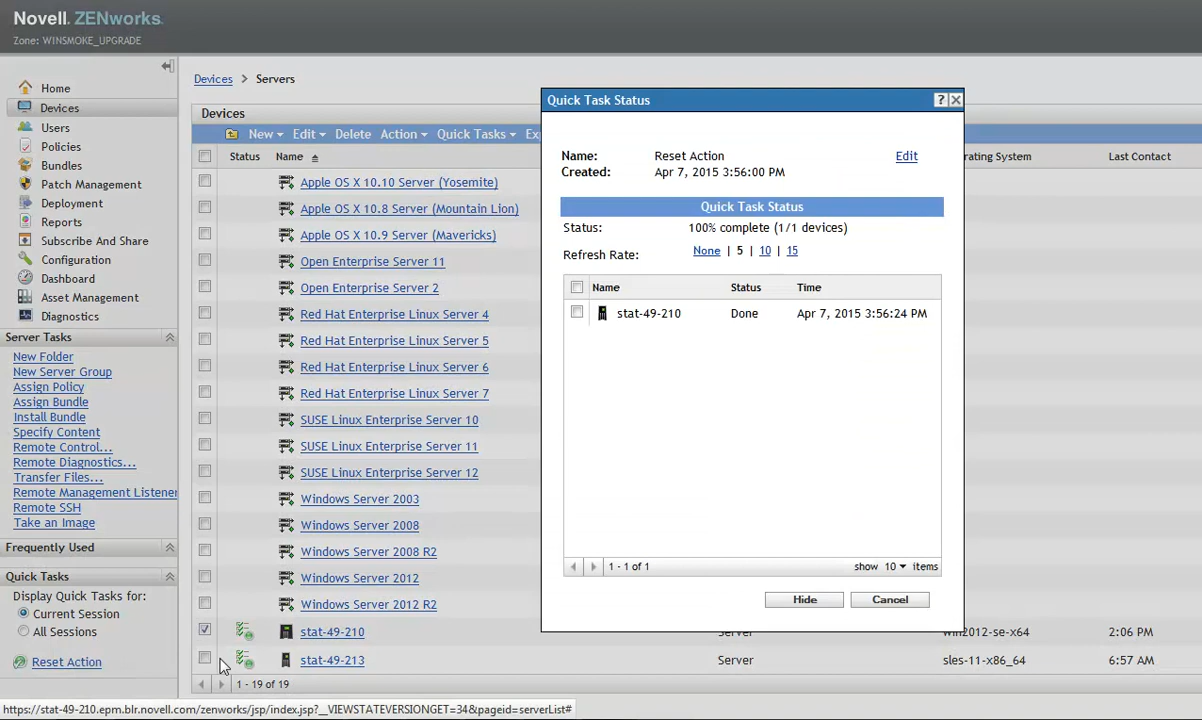 Novell. ZENworks.
Zone: WINSMOKE_UPGRADE
Home
Devices
Users
Policies
Bundles
Patch Management
Deployment
Reports
Subscribe And Share
Configuration
Dashboard
Asset Management
Diagnostics
Server Tasks
New Folder
New Server Group
Assign Policy
Assign Bundle
Install Bundle
Specify Content
Remote Control...
Remote Diagnostics...
Transfer Files...
Remote Management Listener
Remote SSH
Take an Image
Frequently Used
Quick Tasks
Display Quick Tasks for:
Current Session
All Sessions
Reset Action
Devices > Servers
Devices
New Edit Delete Action Quick Tasks
Status Name Last Contact
Apple OS X 10.10 Server (Yosemite)
Apple OS X 10.8 Server (Mountain Lion)
Apple OS X 10.9 Server (Mavericks)
Open Enterprise Server 11
Open Enterprise Server 2
Red Hat Enterprise Linux Server 4
Red Hat Enterprise Linux Server 5
Red Hat Enterprise Linux Server 6
Red Hat Enterprise Linux Server 7
SUSE Linux Enterprise Server 10
SUSE Linux Enterprise Server 11
SUSE Linux Enterprise Server 12
Windows Server 2003
Windows Server 2008
Windows Server 2008 R2
Windows Server 2012
Windows Server 2012 R2
stat-49-210 Server win2012-se-x64 2:06 PM
stat-49-213 Server sles-11-x86_64 6:57 AM
1 - 19 of 19
Quick Task Status ?
Name: Reset Action Edit
Created: Apr 7, 2015 3:56:00 PM
Quick Task Status
Status: 100% complete (1/1 devices)
Refresh Rate: None | 5 | 10 | 15
Name Status Time
stat-49-210 Done Apr 7, 2015 3:56:24 PM
1 - 1 of 1 show 10 items
Hide Cancel
https://stat-49-210.epm.blr.novell.com/zenworks/jsp/index.jsp?__VIEWSTATEVERSIONGET=34&pageid=serverList#